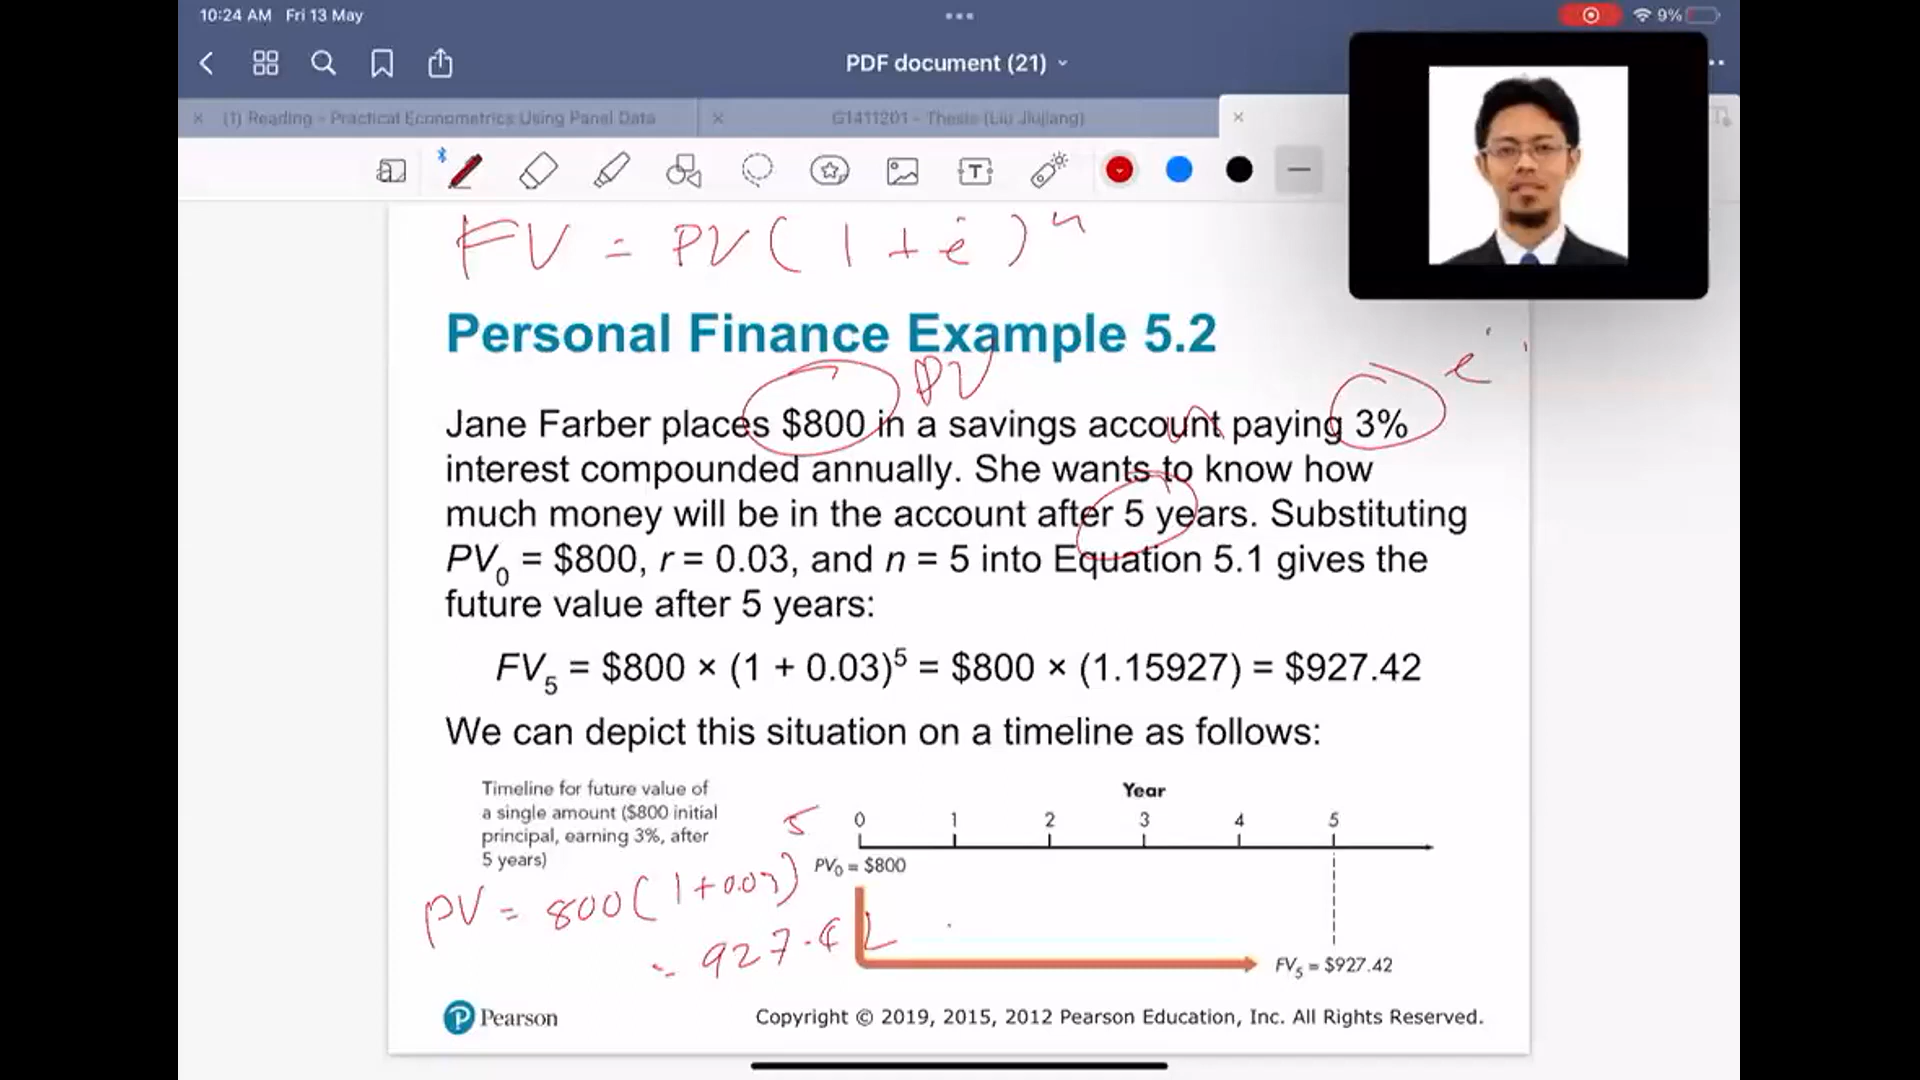 10:24 AM Fri 13 May
9%
PDF document (21)
(1) Reading - Practical Econometrics Using Panel Data
G1411201 - Thesis (Liu Jiujiang)
T
FV = PV ( 1 + i ) n
Personal Finance Example 5.2
PV
i
n
Jane Farber places $800 in a savings account paying 3%
interest compounded annually. She wants to know how
much money will be in the account after 5 years. Substituting
PV0 = $800, r = 0.03, and n = 5 into Equation 5.1 gives the
future value after 5 years:
FV5 = $800 × (1 + 0.03)5 = $800 × (1.15927) = $927.42
We can depict this situation on a timeline as follows:
Timeline for future value of
a single amount ($800 initial
principal, earning 3%, after
5 years)
Year
0 1 2 3 4 5
PV0 = $800
FV5 = $927.42
PV = 800 ( 1 + 0.03 ) 5
= 927.42
P Pearson
Copyright © 2019, 2015, 2012 Pearson Education, Inc. All Rights Reserved.